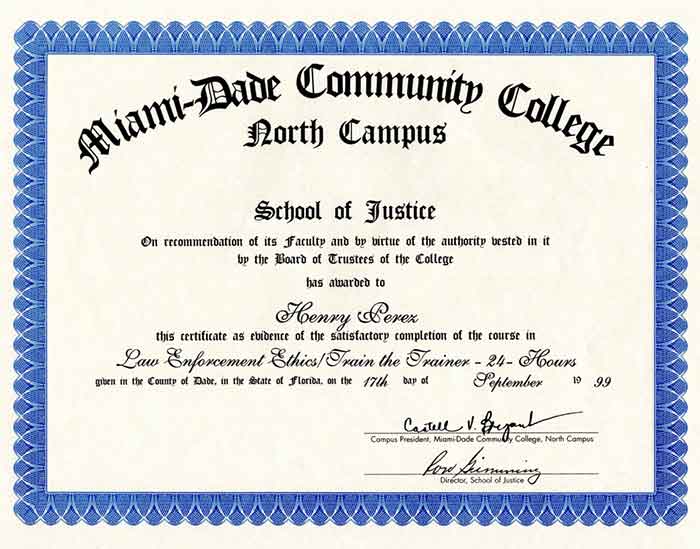 Miami-Dade Community College
North Campus
School of Justice
On recommendation of its Faculty and by virtue of the authority vested in it
by the Board of Trustees of the College
has awarded to
Henry Perez
this certificate as evidence of the satisfactory completion of the course in
Law Enforcement Ethics/Train the Trainer - 24- Hours
given in the County of Dade, in the State of Florida, on the 17th day of September 19 99
Castell V. Bryant
Campus President, Miami-Dade Community College, North Campus
Director, School of Justice